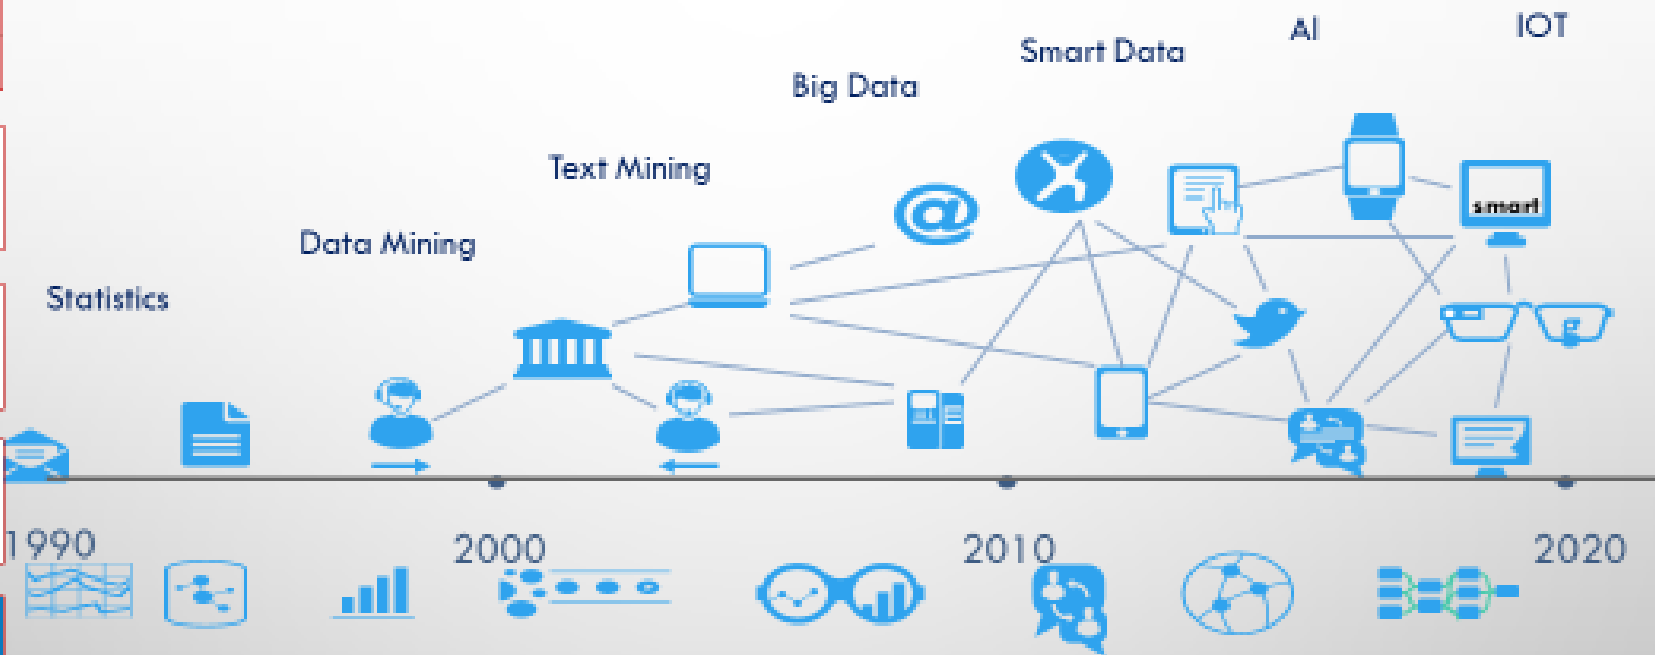 AI
IOT
Smart Data
Big Data
Text Mining
@
Data Mining
smart
Statistics
g
1990
2000
2010
2020